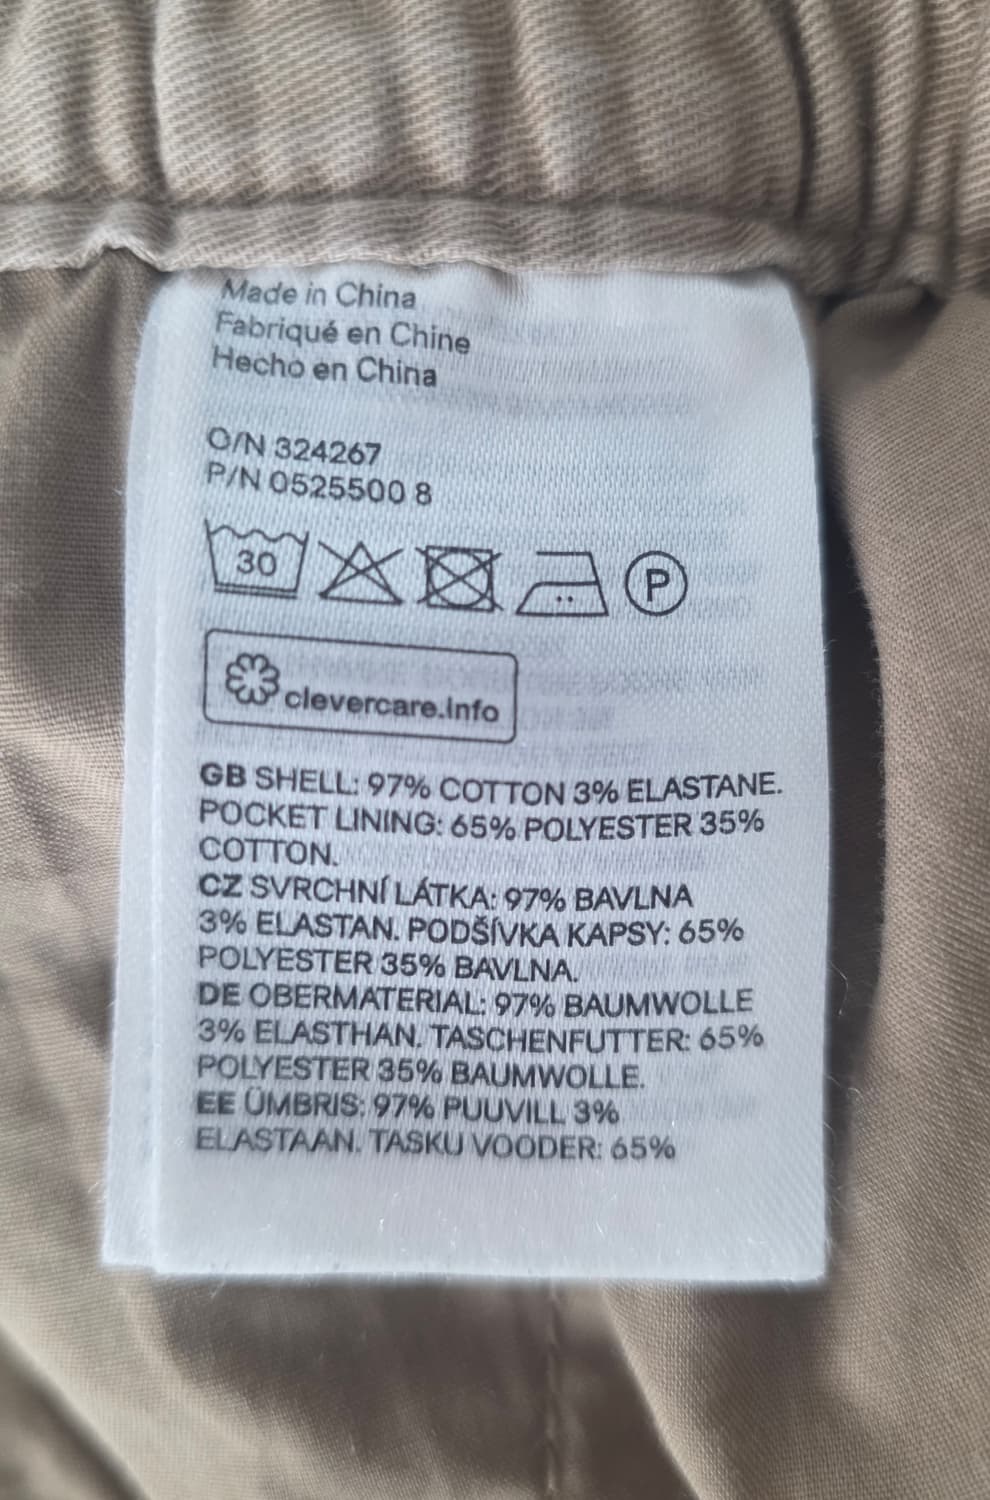 Made in China
Fabriqué en Chine
Hecho en China
O/N 324267
P/N 0525500 8
30 P
clevercare.info
GB SHELL: 97% COTTON 3% ELASTANE.
POCKET LINING: 65% POLYESTER 35%
COTTON.
CZ SVRCHNÍ LÁTKA: 97% BAVLNA
3% ELASTAN. PODŠÍVKA KAPSY: 65%
POLYESTER 35% BAVLNA.
DE OBERMATERIAL: 97% BAUMWOLLE
3% ELASTHAN. TASCHENFUTTER: 65%
POLYESTER 35% BAUMWOLLE.
EE ÜMBRIS: 97% PUUVILL 3%
ELASTAAN. TASKU VOODER: 65%